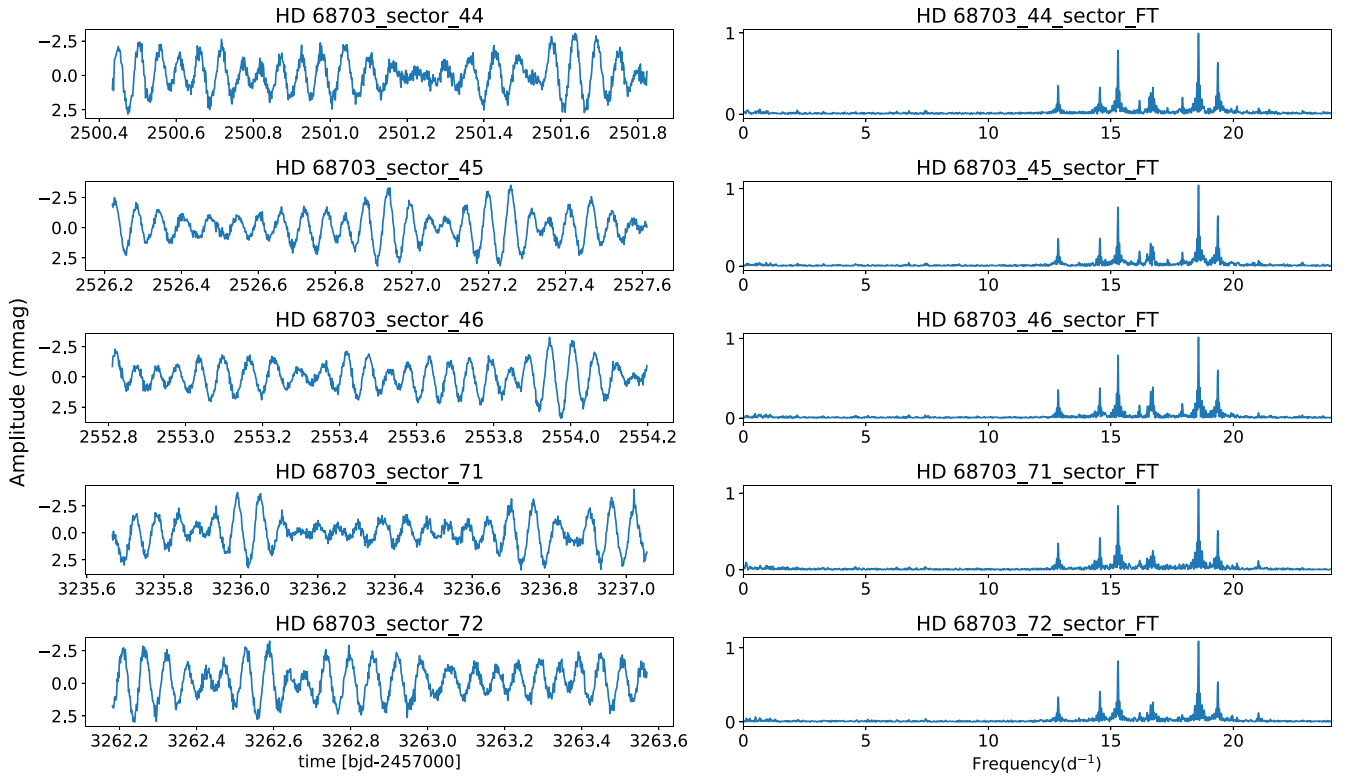 HD 68703_sector_44
−2.5
0.0
2.5
2500.4 2500.6 2500.8 2501.0 2501.2 2501.4 2501.6 2501.8
HD 68703_44_sector_FT
1
0
0 5 10 15 20
HD 68703_sector_45
−2.5
0.0
2.5
2526.2 2526.4 2526.6 2526.8 2527.0 2527.2 2527.4 2527.6
HD 68703_45_sector_FT
1
0
0 5 10 15 20
Amplitude (mmag)
HD 68703_sector_46
−2.5
0.0
2.5
2552.8 2553.0 2553.2 2553.4 2553.6 2553.8 2554.0 2554.2
HD 68703_46_sector_FT
1
0
0 5 10 15 20
HD 68703_sector_71
−2.5
0.0
2.5
3235.6 3235.8 3236.0 3236.2 3236.4 3236.6 3236.8 3237.0
HD 68703_71_sector_FT
1
0
0 5 10 15 20
HD 68703_sector_72
−2.5
0.0
2.5
3262.2 3262.4 3262.6 3262.8 3263.0 3263.2 3263.4 3263.6
time [bjd-2457000]
HD 68703_72_sector_FT
1
0
0 5 10 15 20
Frequency(d⁻¹)